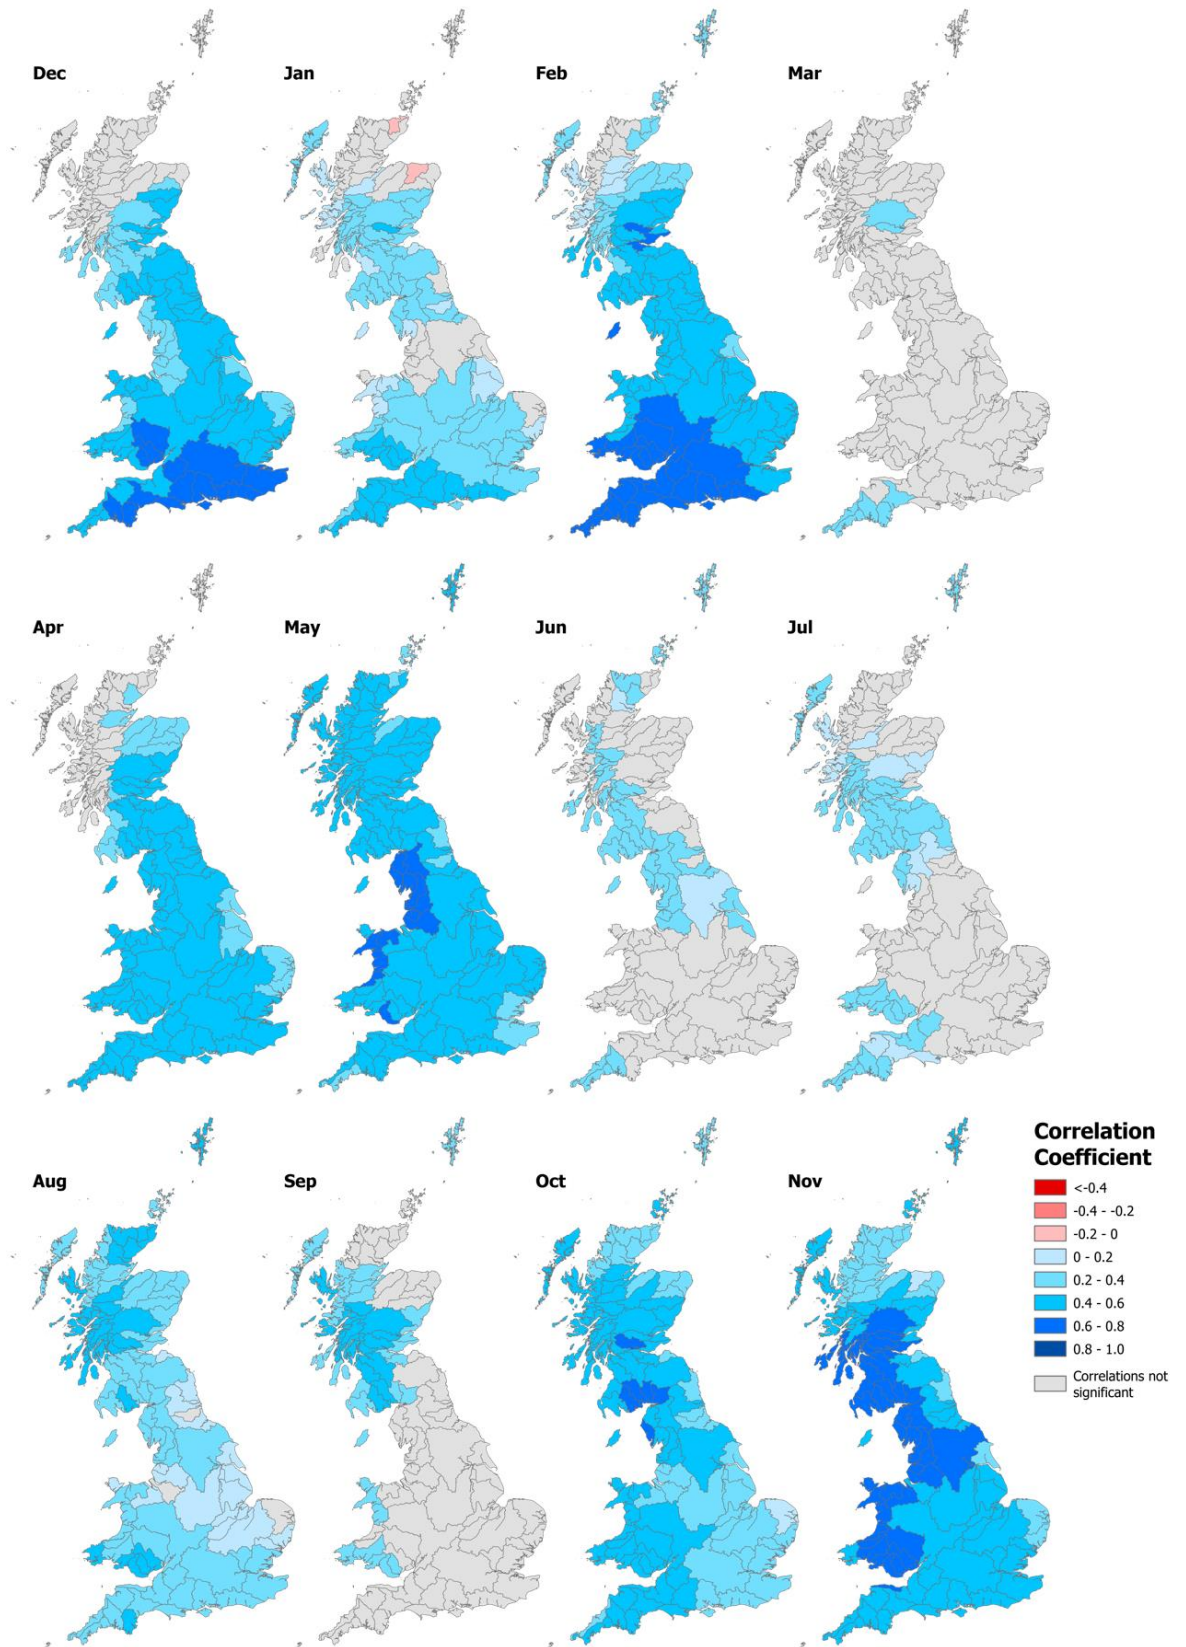 Dec
Jan
Feb
Mar
Apr
May
Jun
Jul
Aug
Sep
Oct
Nov
Correlation
Coefficient
<-0.4
-0.4 - -0.2
-0.2 - 0
0 - 0.2
0.2 - 0.4
0.4 - 0.6
0.6 - 0.8
0.8 - 1.0
Correlations not
significant